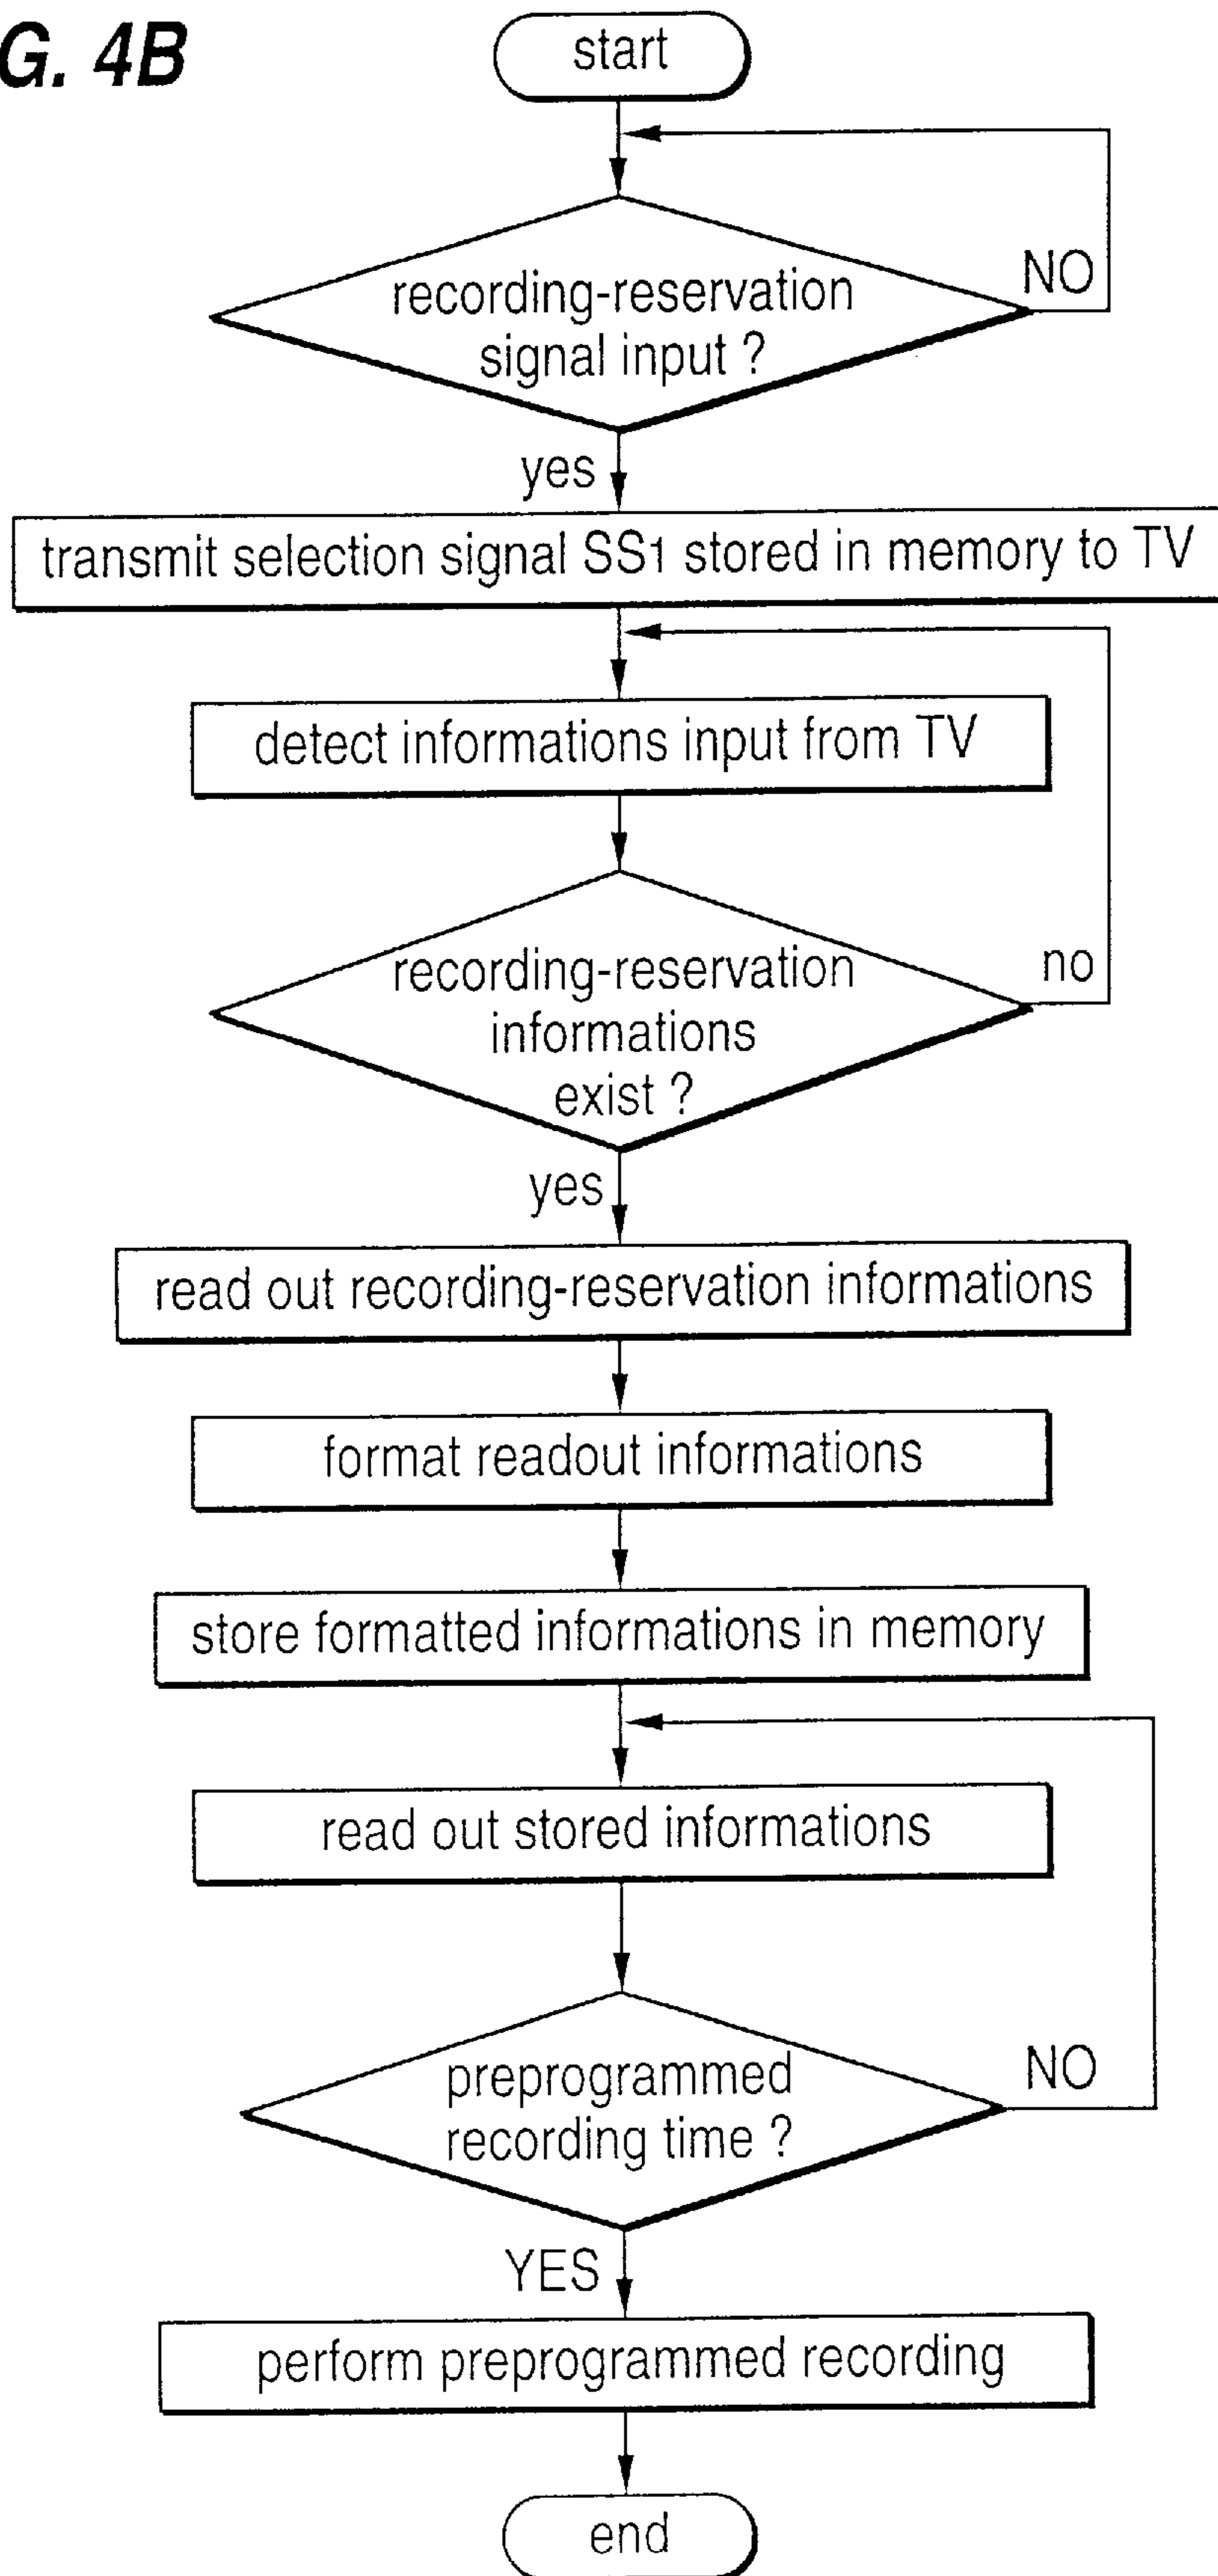 G. 4B
start
recording-reservation
signal input ?
NO
yes
transmit selection signal SS1 stored in memory to TV
detect informations input from TV
recording-reservation
informations
exist ?
no
yes
read out recording-reservation informations
format readout informations
store formatted informations in memory
read out stored informations
preprogrammed
recording time ?
NO
YES
perform preprogrammed recording
end